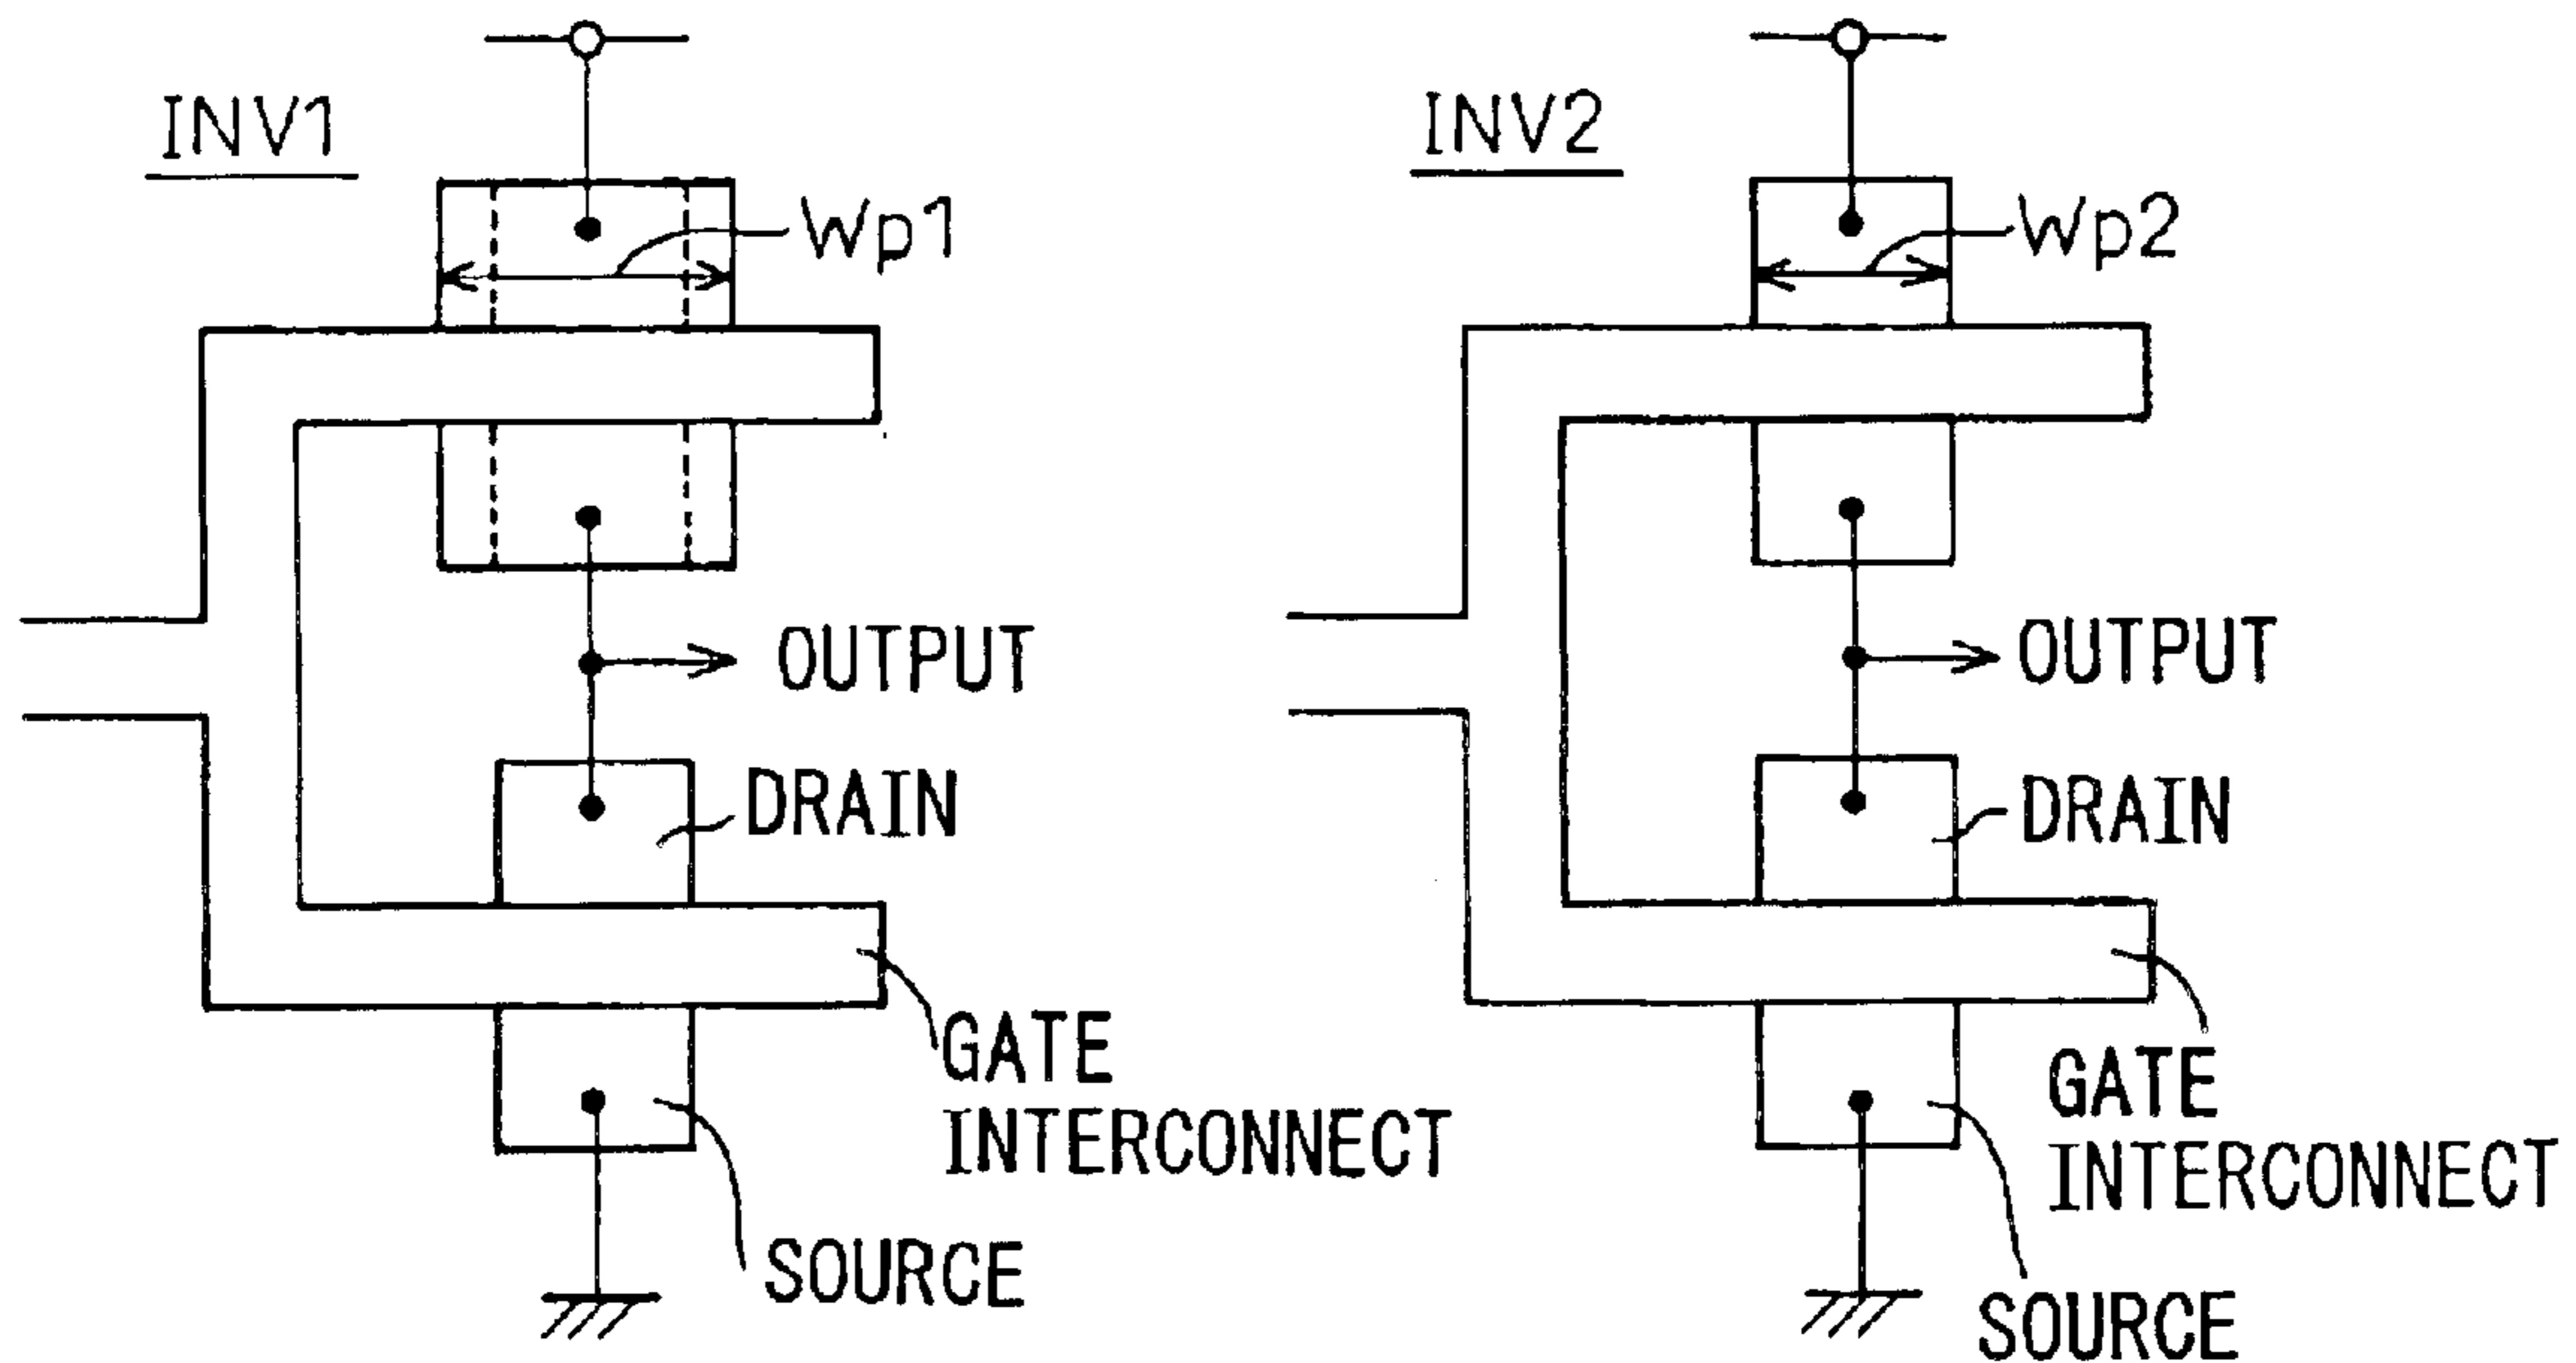 INV1
Wp1
OUTPUT
DRAIN
GATE
INTERCONNECT
SOURCE
INV2
Wp2
OUTPUT
DRAIN
GATE
INTERCONNECT
SOURCE